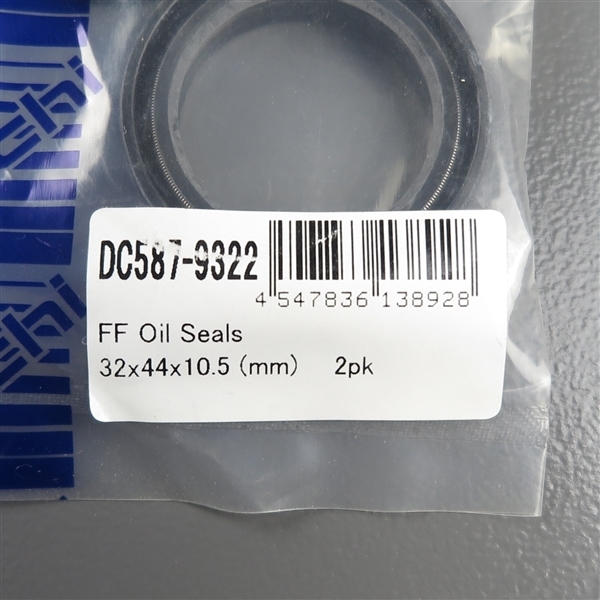 DC587-9322
4 547836 138928
FF Oil Seals
32x44x10.5 (mm) 2pk